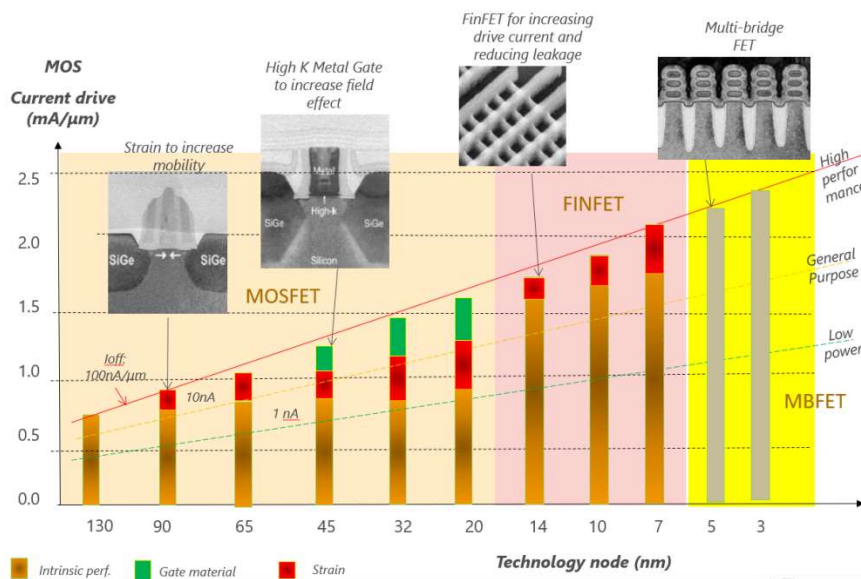 MOS
Current drive
(mA/µm)
Strain to increase
mobility
High K Metal Gate
to increase field
effect
FinFET for increasing
drive current and
reducing leakage
Multi-bridge
FET
SiGe
SiGe
Metal
High-k
SiGe
SiGe
Silicon
High
perfor
mance
General
Purpose
Low
power
MOSFET
FINFET
MBFET
Ioff:
100nA/µm
10nA
1 nA
2.5
2.0
1.5
1.0
0.5
0.0
130
90
65
45
32
20
14
10
7
5
3
Technology node (nm)
Intrinsic perf.
Gate material
Strain